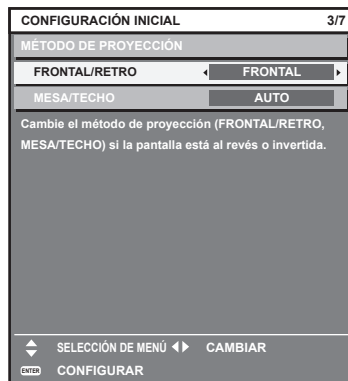 CONFIGURACIÓN INICIAL 3/7
MÉTODO DE PROYECCIÓN
FRONTAL/RETRO FRONTAL
MESA/TECHO AUTO
Cambie el método de proyección (FRONTAL/RETRO,
MESA/TECHO) si la pantalla está al revés o invertida.
SELECCIÓN DE MENÚ CAMBIAR
ENTER CONFIGURAR